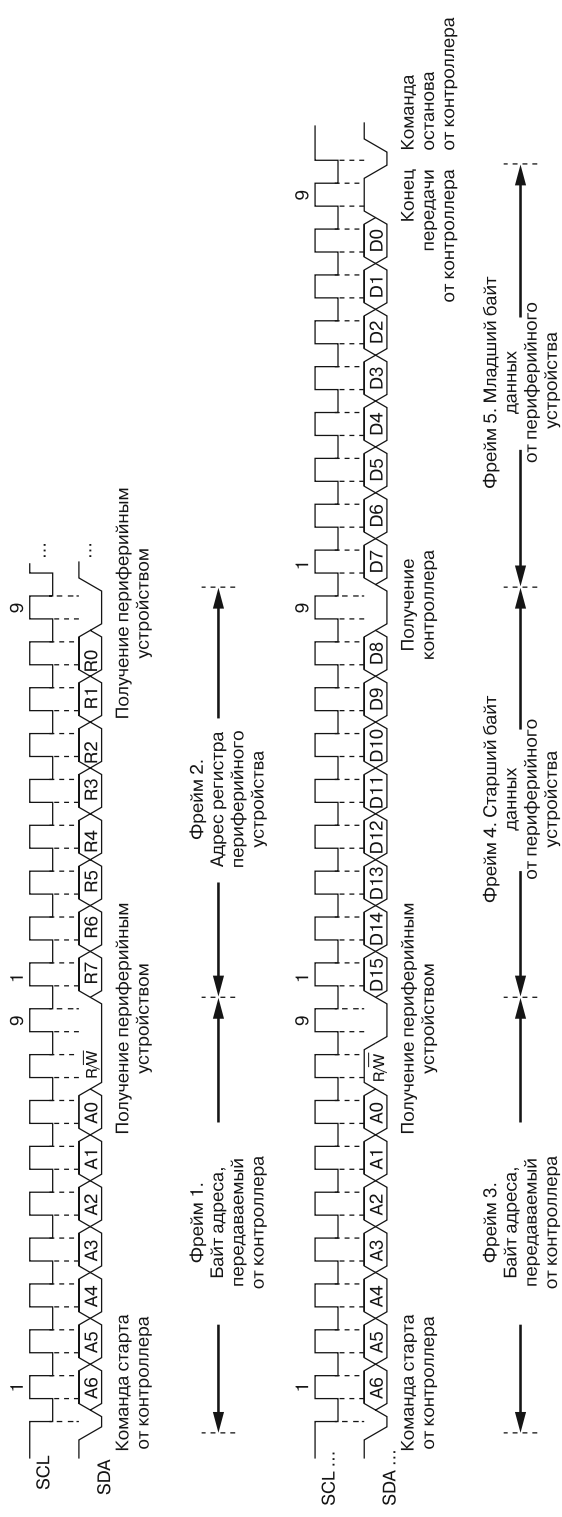 1
9
1
9
SCL
...
SDA
A6 A5 A4 A3 A2 A1 A0 R/W̅ R7 R6 R5 R4 R3 R2 R1 R0
...
Команда старта
от контроллера
Получение периферийным
устройством
Получение периферийным
устройством
Фрейм 1.
Байт адреса,
передаваемый
от контроллера
Фрейм 2.
Адрес регистра
периферийного
устройства
1
9
1
9
1
9
SCL ...
SDA ...
A6 A5 A4 A3 A2 A1 A0 R/W̅ D15 D14 D13 D12 D11 D10 D9 D8 D7 D6 D5 D4 D3 D2 D1 D0
Команда старта
от контроллера
Получение периферийным
устройством
Получение
контроллера
Конец
передачи
от контроллера
Команда
останова
от контроллера
Фрейм 3.
Байт адреса,
передаваемый
от контроллера
Фрейм 4. Старший байт
данных
от периферийного
устройства
Фрейм 5. Младший байт
данных
от периферийного
устройства